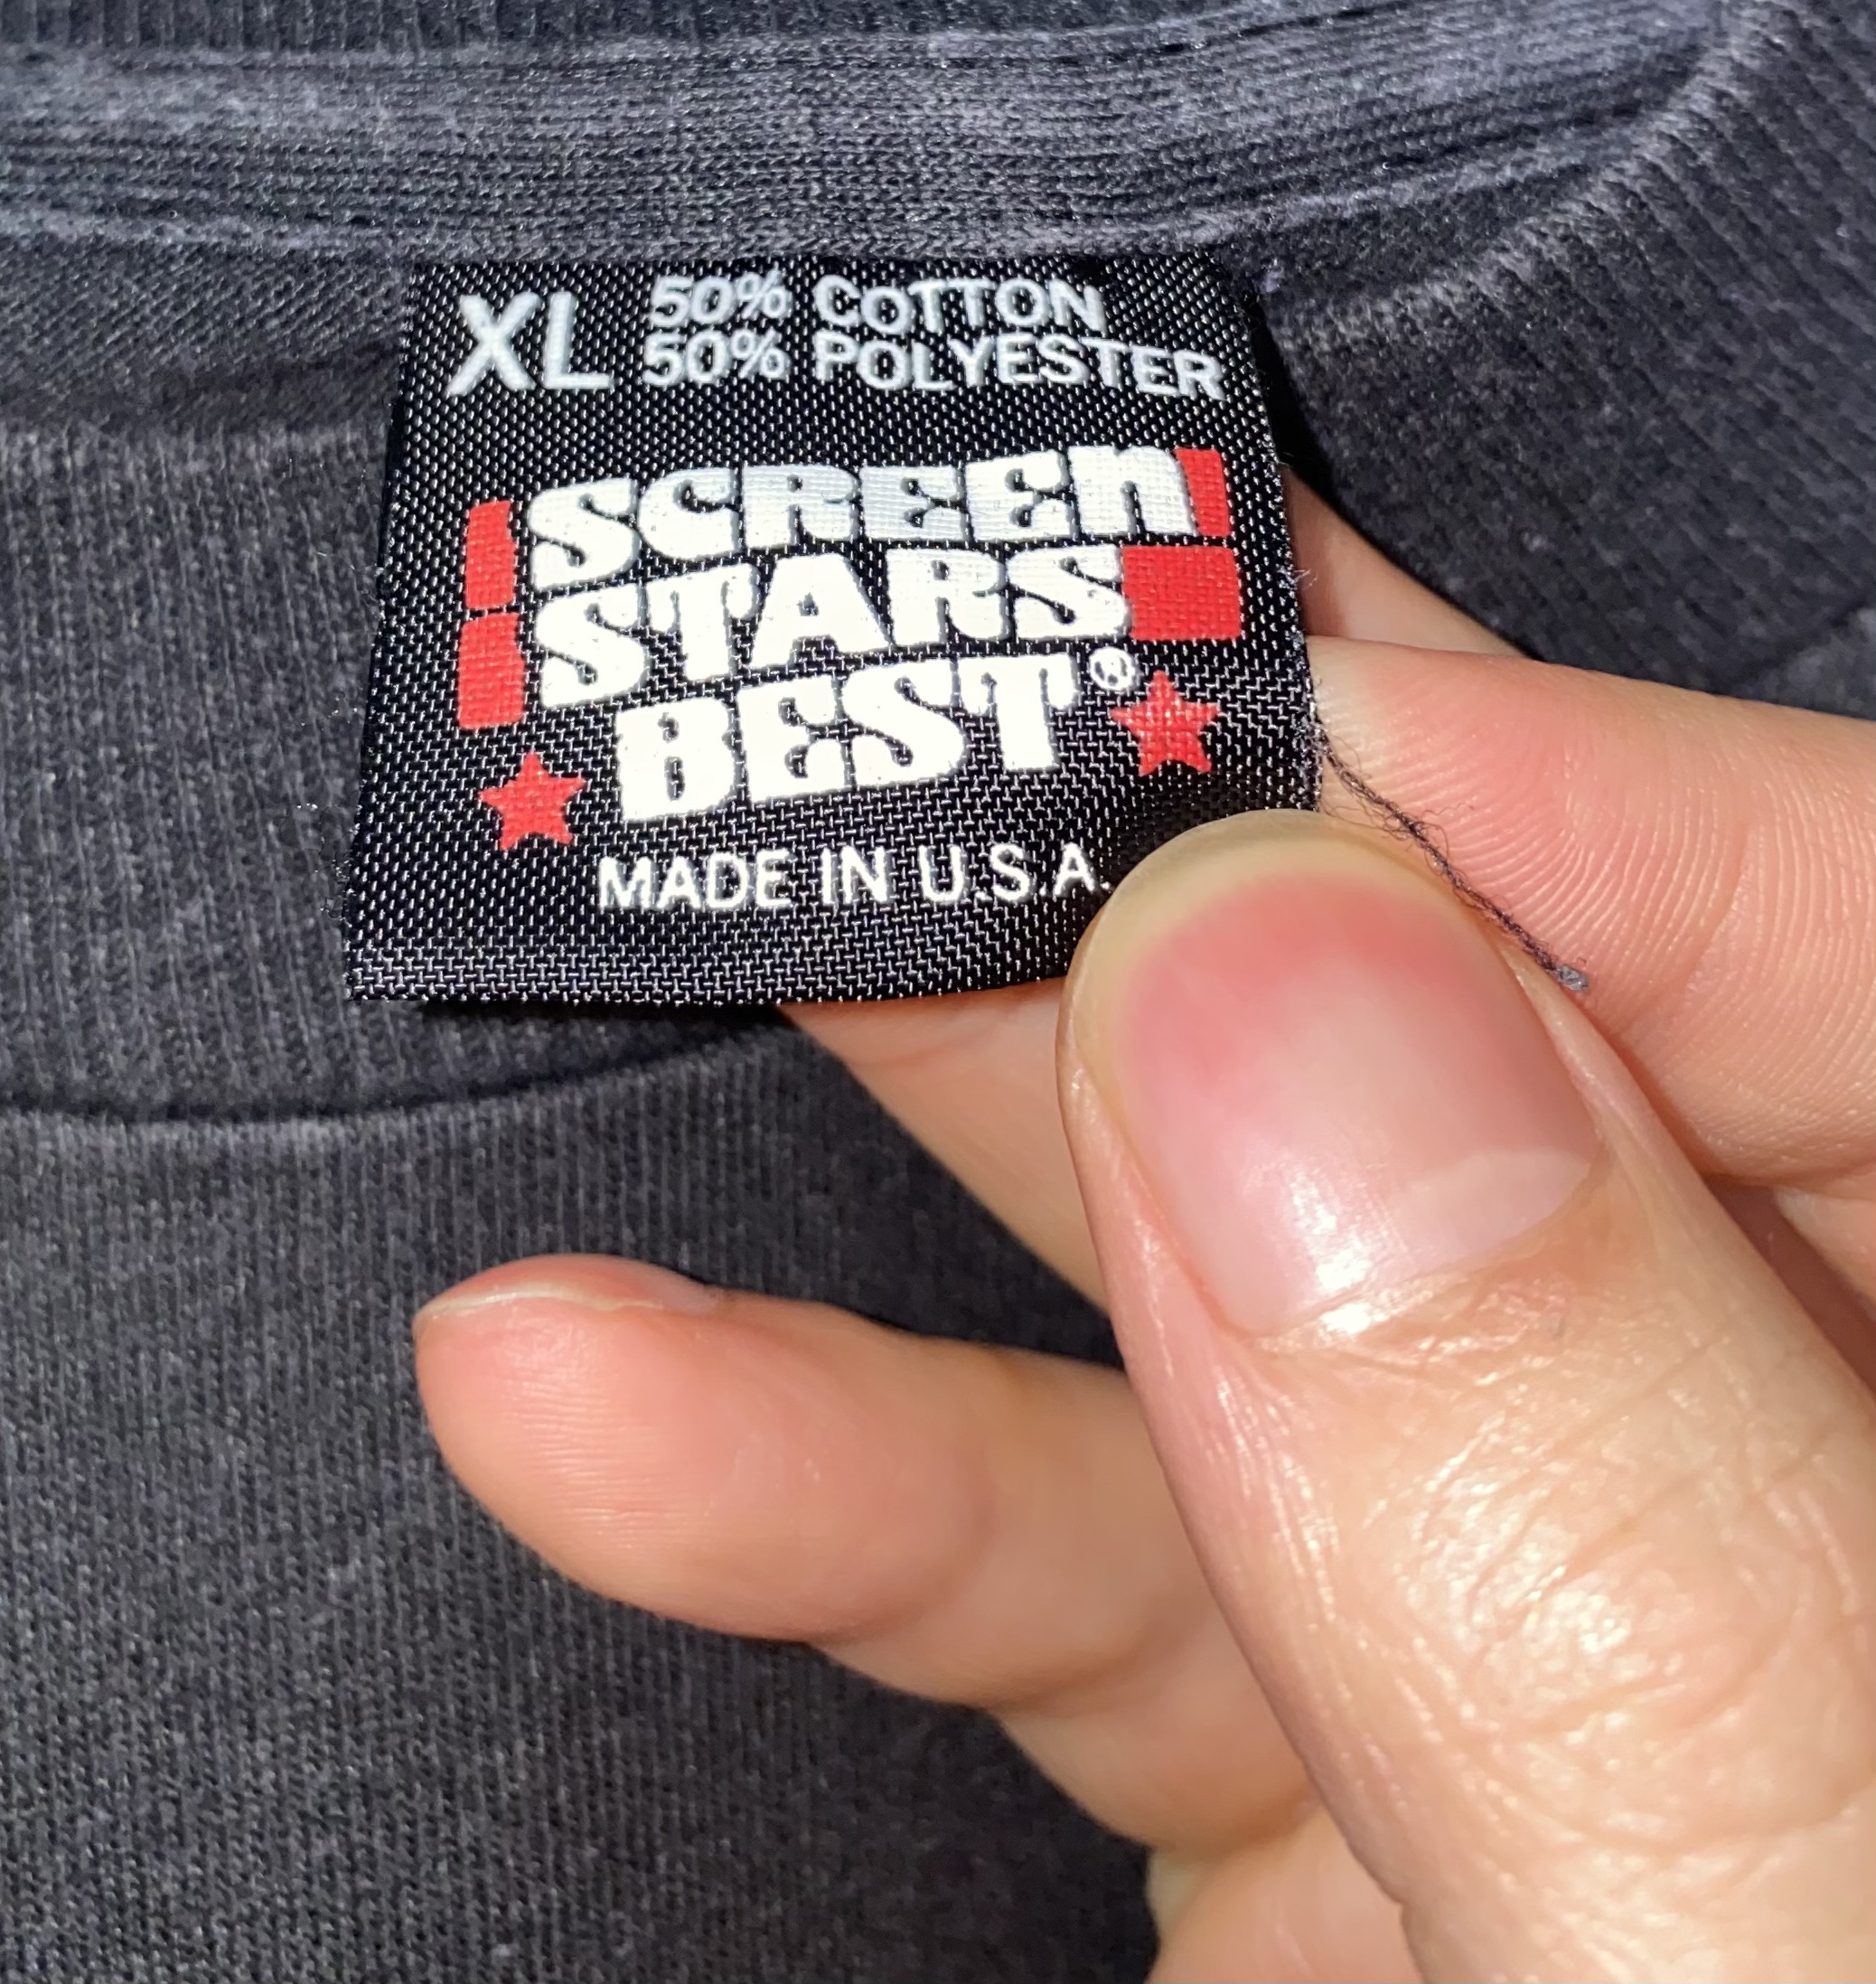 XL 50% COTTON
50% POLYESTER
SCREEn
STARS
BEST®
MADE IN U.S.A.